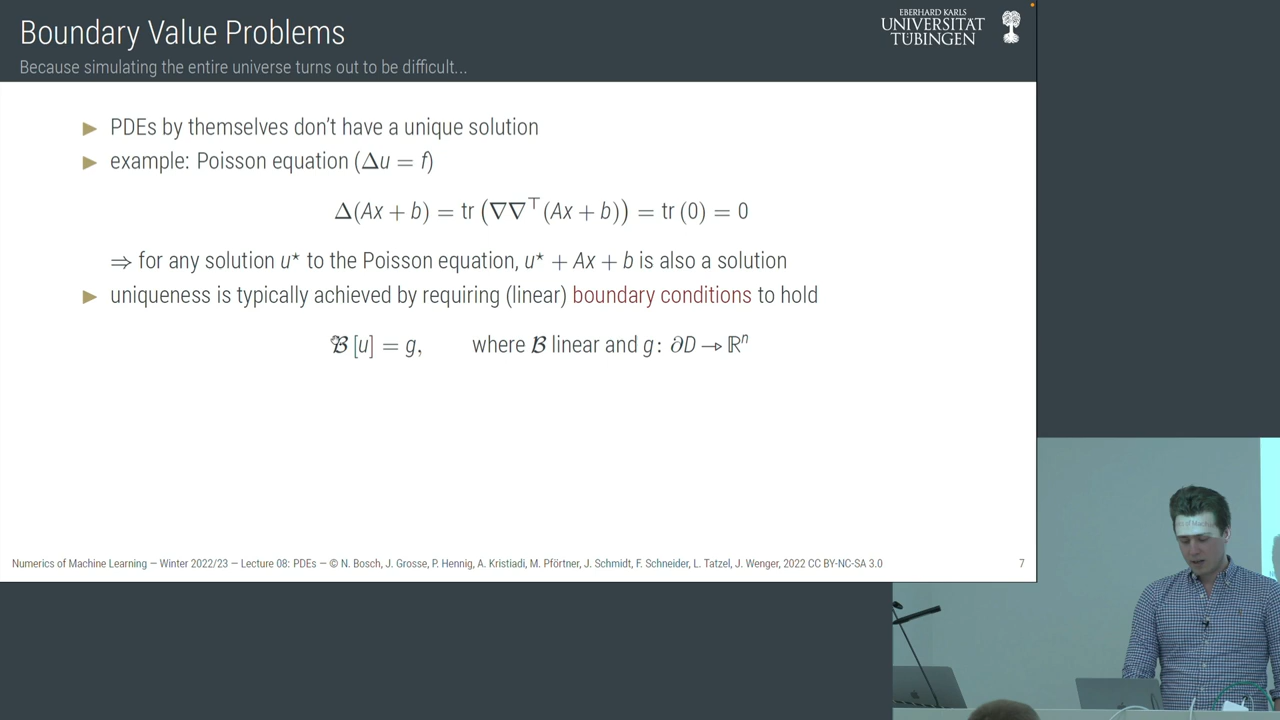 Boundary Value Problems
Because simulating the entire universe turns out to be difficult...
EBERHARD KARLS
UNIVERSITÄT
TÜBINGEN
▶ PDEs by themselves don't have a unique solution
▶ example: Poisson equation (Δu = f)
Δ(Ax + b) = tr (∇∇⊤(Ax + b)) = tr (0) = 0
⇒ for any solution u⋆ to the Poisson equation, u⋆ + Ax + b is also a solution
▶ uniqueness is typically achieved by requiring (linear) boundary conditions to hold
ℬ [u] = g, where ℬ linear and g: ∂D → ℝⁿ
Numerics of Machine Learning — Winter 2022/23 — Lecture 08: PDEs — © N. Bosch, J. Grosse, P. Hennig, A. Kristiadi, M. Pförtner, J. Schmidt, F. Schneider, L. Tatzel, J. Wenger, 2022 CC BY-NC-SA 3.0
7